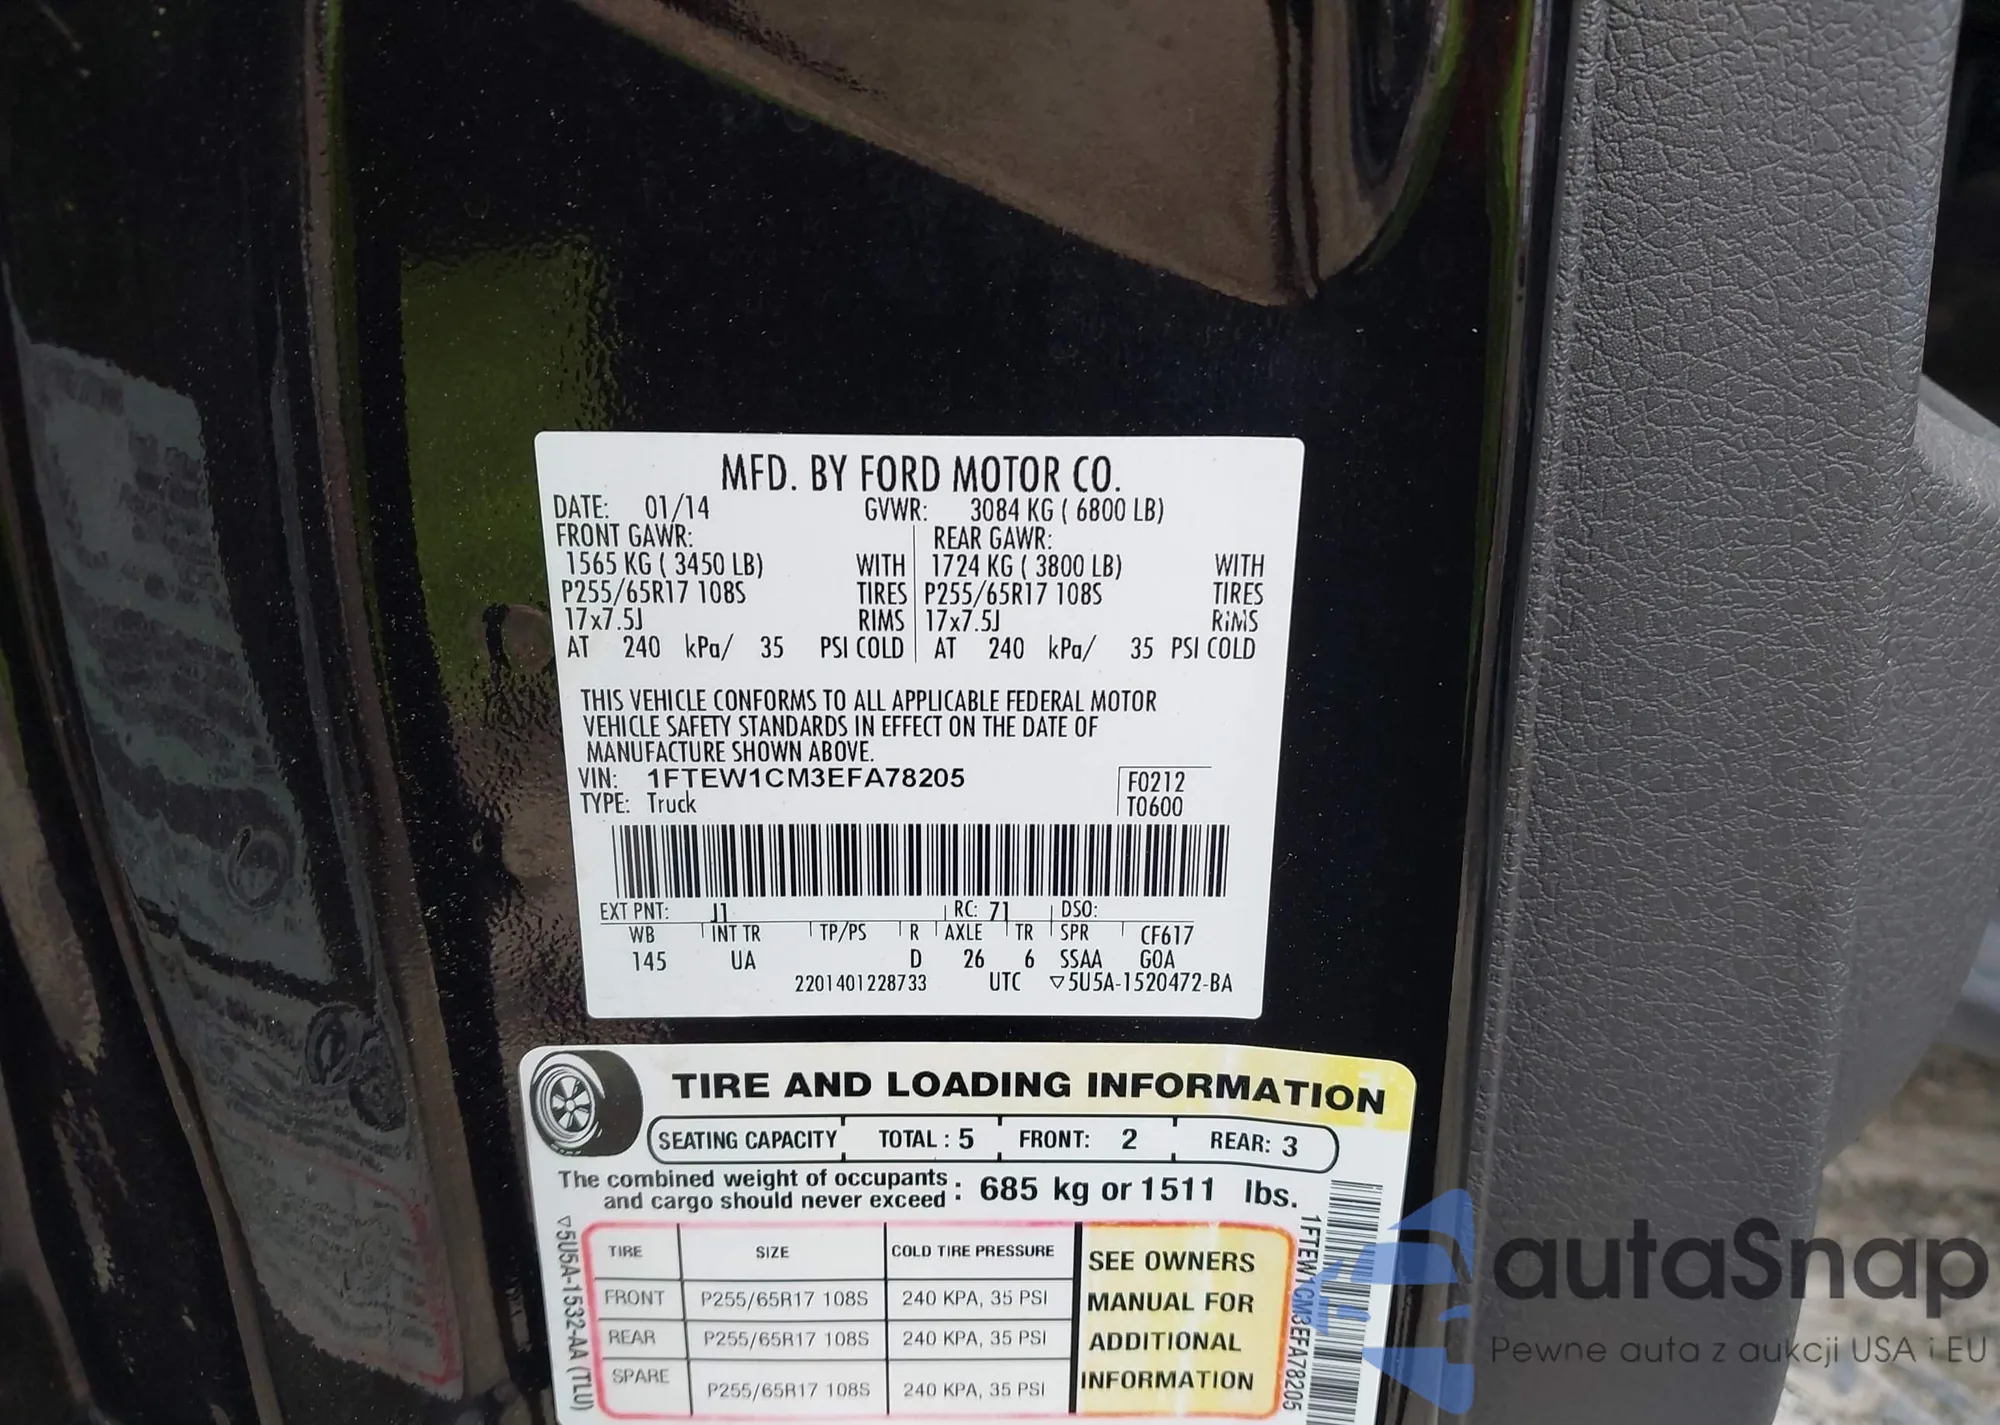 MFD. BY FORD MOTOR CO.
DATE: 01/14 GVWR: 3084 KG ( 6800 LB)
FRONT GAWR: REAR GAWR:
1565 KG ( 3450 LB) WITH 1724 KG ( 3800 LB) WITH
P255/65R17 108S TIRES P255/65R17 108S TIRES
17x7.5J RIMS 17x7.5J RIMS
AT 240 kPa/ 35 PSI COLD AT 240 kPa/ 35 PSI COLD
THIS VEHICLE CONFORMS TO ALL APPLICABLE FEDERAL MOTOR
VEHICLE SAFETY STANDARDS IN EFFECT ON THE DATE OF
MANUFACTURE SHOWN ABOVE.
VIN: 1FTEW1CM3EFA78205 F0212
TYPE: Truck T0600
EXT PNT: J1 RC: 71 DSO:
WB INT TR TP/PS R AXLE TR SPR CF617
145 UA D 26 6 SSAA GOA
2201401228733 UTC ▽5U5A-1520472-BA
TIRE AND LOADING INFORMATION
SEATING CAPACITY TOTAL : 5 FRONT: 2 REAR: 3
The combined weight of occupants
and cargo should never exceed : 685 kg or 1511 lbs.
TIRE SIZE COLD TIRE PRESSURE
FRONT P255/65R17 108S 240 KPA, 35 PSI
REAR P255/65R17 108S 240 KPA, 35 PSI
SPARE P255/65R17 108S 240 KPA, 35 PSI
SEE OWNERS
MANUAL FOR
ADDITIONAL
INFORMATION
▽5U5A-1532-AA (TLU)
1FTEW1CM3EFA78205
autaSnap
Pewne auta z aukcji USA i EU